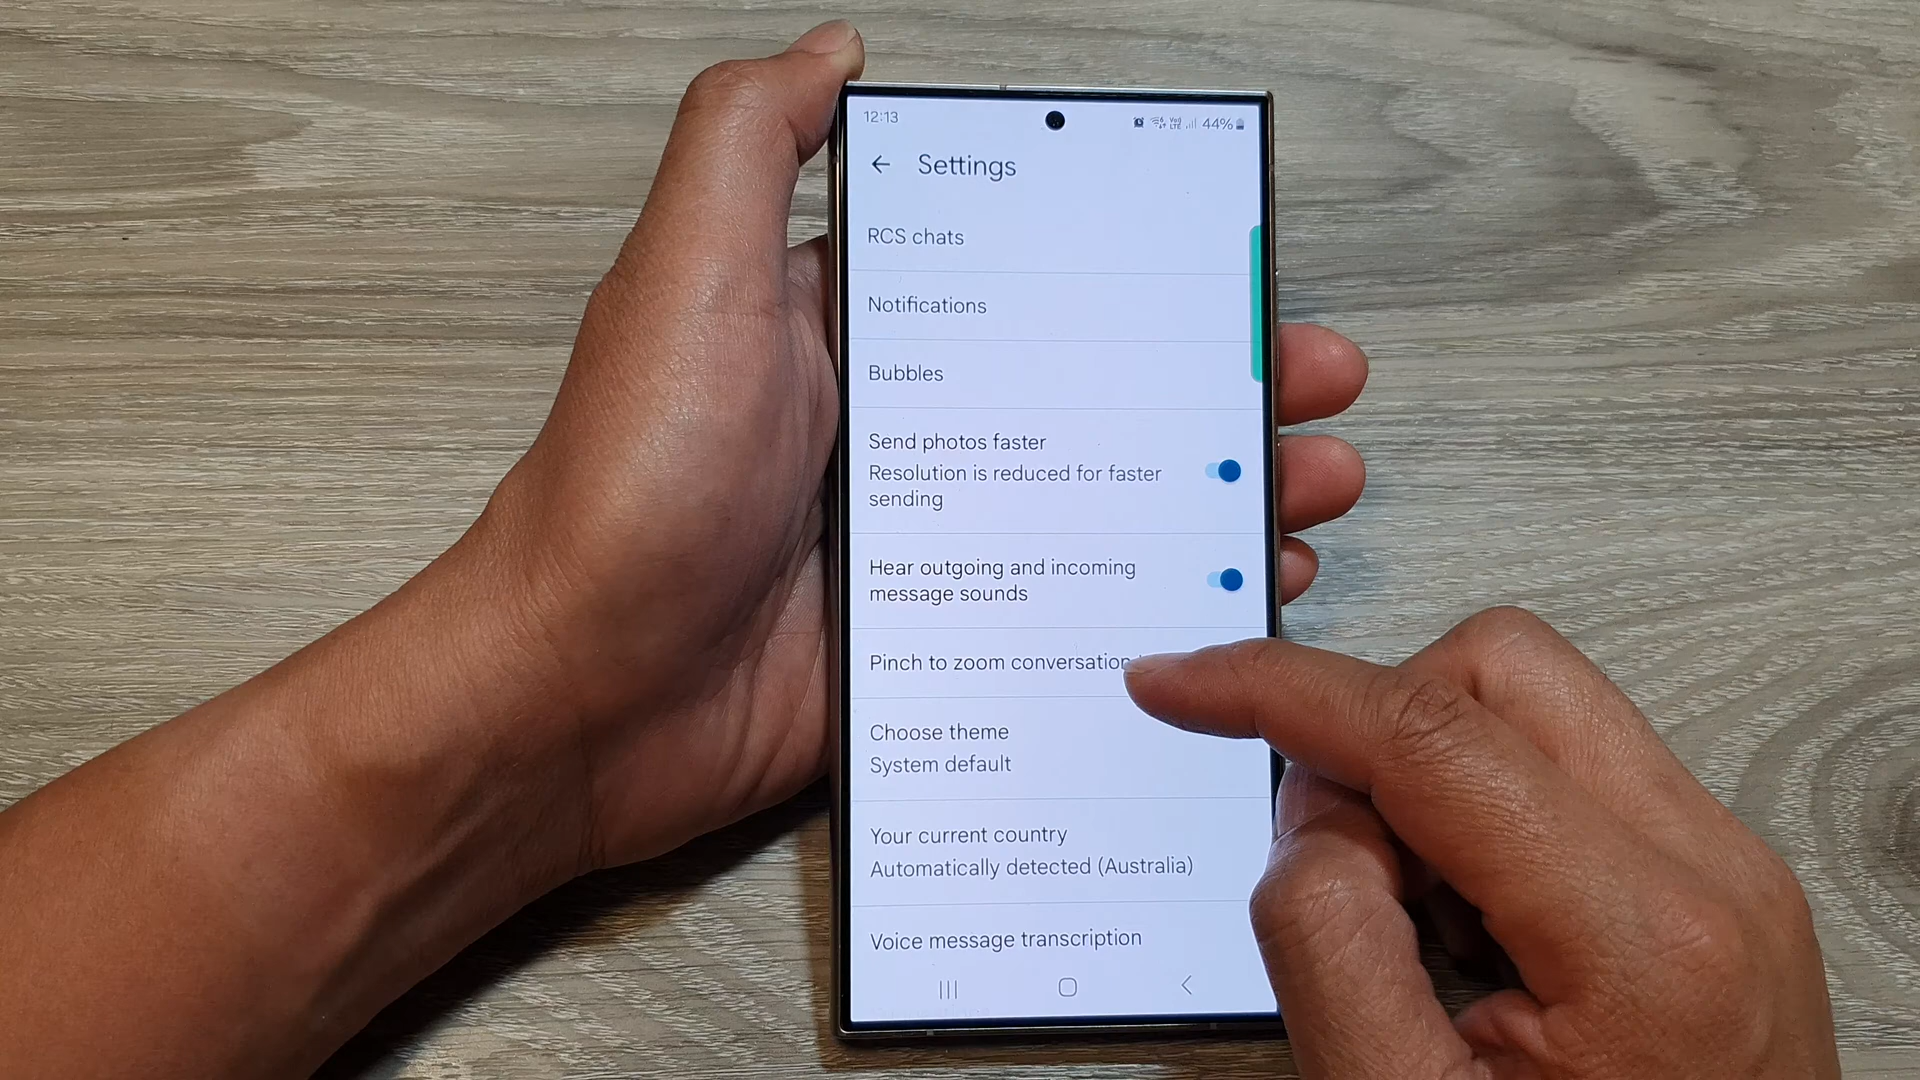 12:13
44%
Settings
RCS chats
Notifications
Bubbles
Send photos faster
Resolution is reduced for faster
sending
Hear outgoing and incoming
message sounds
Pinch to zoom conversation
Choose theme
System default
Your current country
Automatically detected (Australia)
Voice message transcription